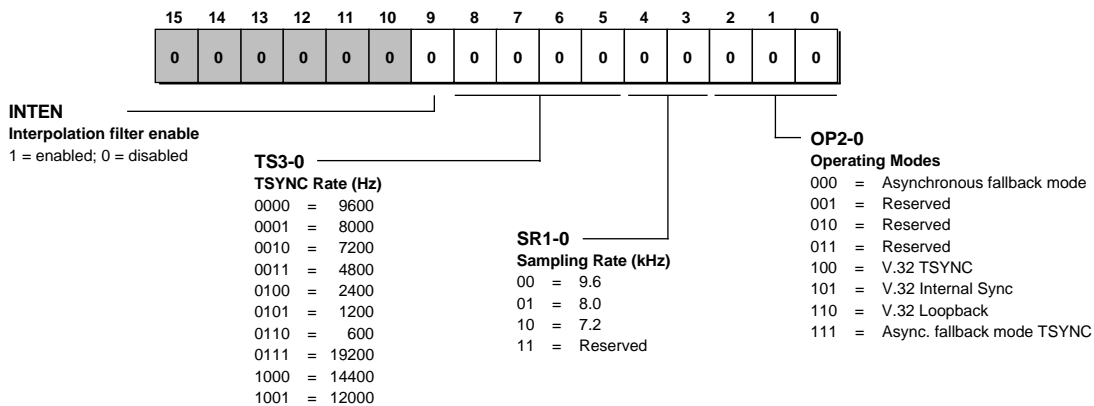 15 14 13 12 11 10 9 8 7 6 5 4 3 2 1 0
0 0 0 0 0 0 0 0 0 0 0 0 0 0 0 0
INTEN
Interpolation filter enable
1 = enabled; 0 = disabled
TS3-0
TSYNC Rate (Hz)
0000 = 9600
0001 = 8000
0010 = 7200
0011 = 4800
0100 = 2400
0101 = 1200
0110 = 600
0111 = 19200
1000 = 14400
1001 = 12000
SR1-0
Sampling Rate (kHz)
00 = 9.6
01 = 8.0
10 = 7.2
11 = Reserved
OP2-0
Operating Modes
000 = Asynchronous fallback mode
001 = Reserved
010 = Reserved
011 = Reserved
100 = V.32 TSYNC
101 = V.32 Internal Sync
110 = V.32 Loopback
111 = Async. fallback mode TSYNC